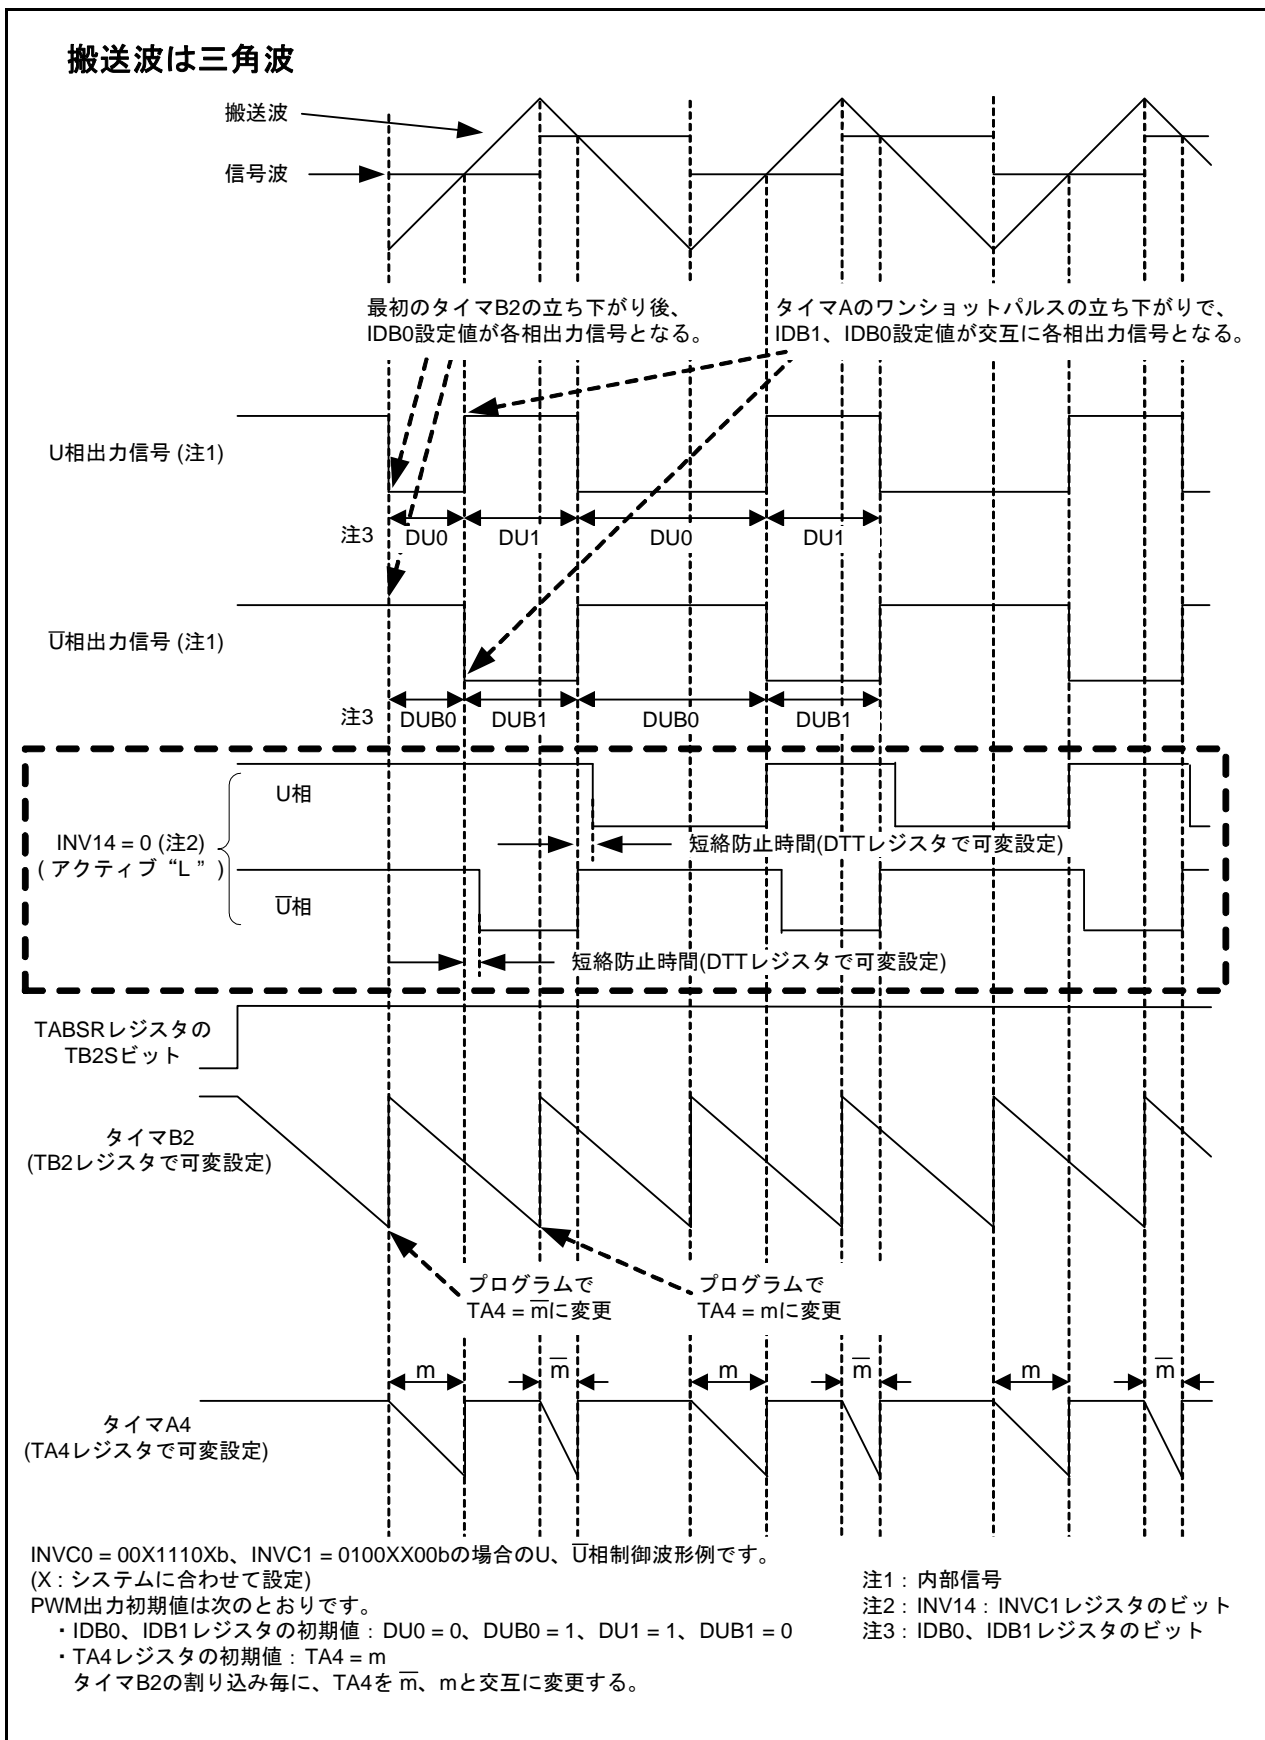 搬送波は三角波
搬送波
信号波
最初のタイマB2の立ち下がり後、
IDB0設定値が各相出力信号となる。
タイマAのワンショットパルスの立ち下がりで、
IDB1、IDB0設定値が交互に各相出力信号となる。
U相出力信号 (注1)
注3
DU0
DU1
DU0
DU1
U̅相出力信号 (注1)
注3
DUB0
DUB1
DUB0
DUB1
U相
INV14 = 0 (注2)
( アクティブ“L ” )
短絡防止時間(DTTレジスタで可変設定)
U̅相
短絡防止時間(DTTレジスタで可変設定)
TABSRレジスタの
TB2Sビット
タイマB2
(TB2レジスタで可変設定)
プログラムで
TA4 = m̅に変更
プログラムで
TA4 = mに変更
m
m̅
m
m̅
m
m̅
タイマA4
(TA4レジスタで可変設定)
INVC0 = 00X1110Xb、INVC1 = 0100XX00bの場合のU、U̅相制御波形例です。
(X : システムに合わせて設定)
PWM出力初期値は次のとおりです。
・IDB0、IDB1レジスタの初期値 : DU0 = 0、DUB0 = 1、DU1 = 1、DUB1 = 0
・TA4レジスタの初期値 : TA4 = m
タイマB2の割り込み毎に、TA4を m̅、mと交互に変更する。
注1 : 内部信号
注2 : INV14 : INVC1レジスタのビット
注3 : IDB0、IDB1レジスタのビット